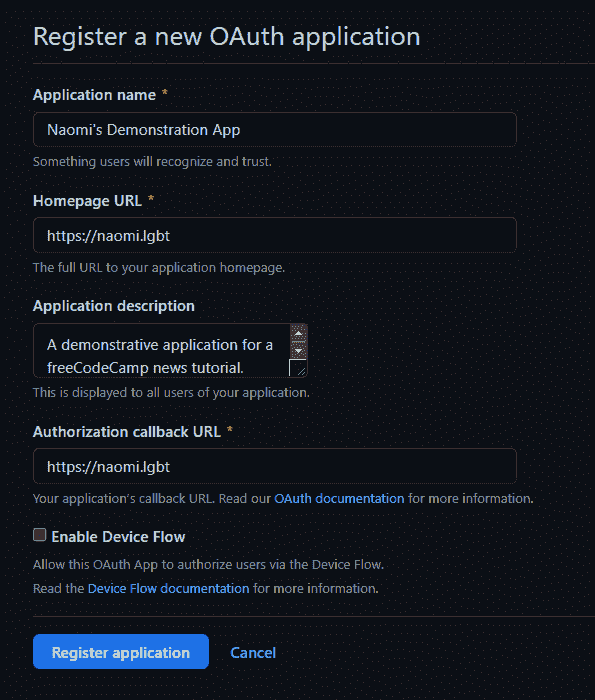 Register a new OAuth application
Application name *
Naomi's Demonstration App
Something users will recognize and trust.
Homepage URL *
https://naomi.lgbt
The full URL to your application homepage.
Application description
A demonstrative application for a
freeCodeCamp news tutorial.
This is displayed to all users of your application.
Authorization callback URL *
https://naomi.lgbt
Your application's callback URL. Read our OAuth documentation for more information.
Enable Device Flow
Allow this OAuth App to authorize users via the Device Flow.
Read the Device Flow documentation for more information.
Register application Cancel